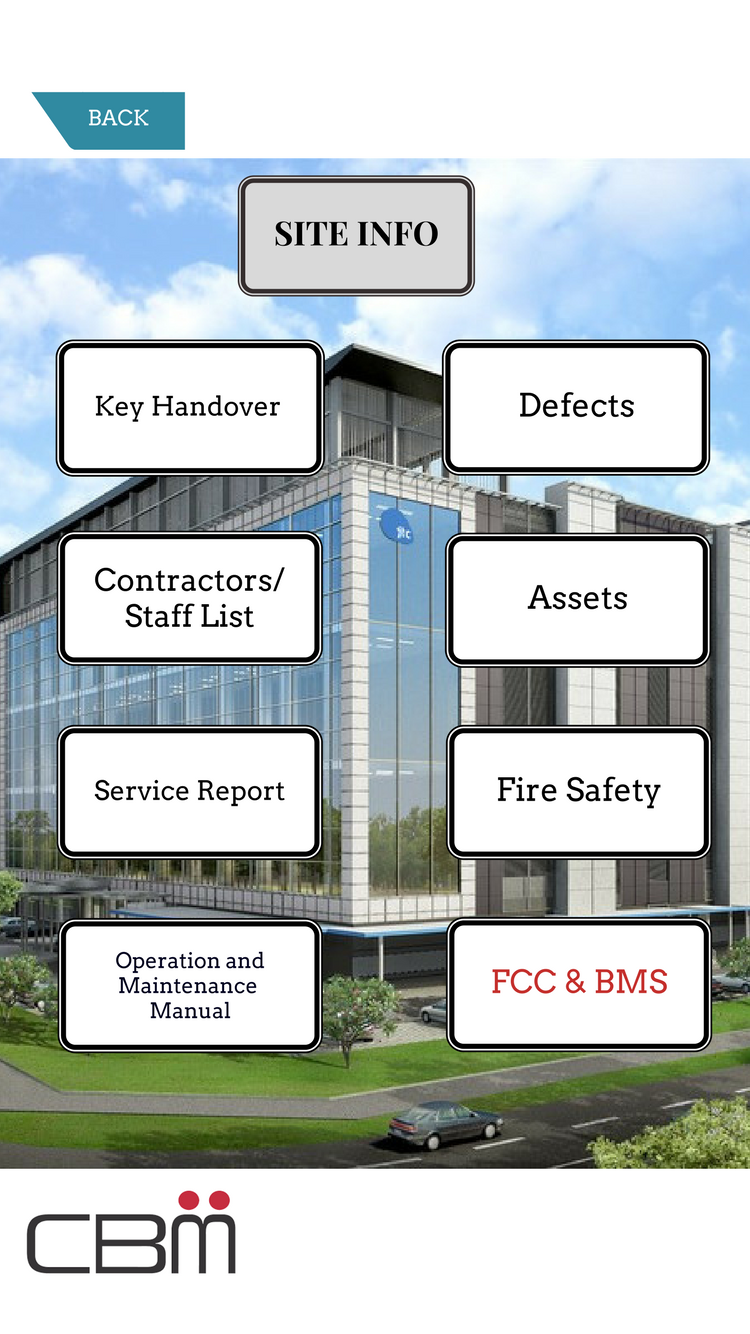 BACK
SITE INFO
Key Handover
Defects
Contractors/
Staff List
Assets
Service Report
Fire Safety
Operation and
Maintenance
Manual
FCC & BMS
CBM